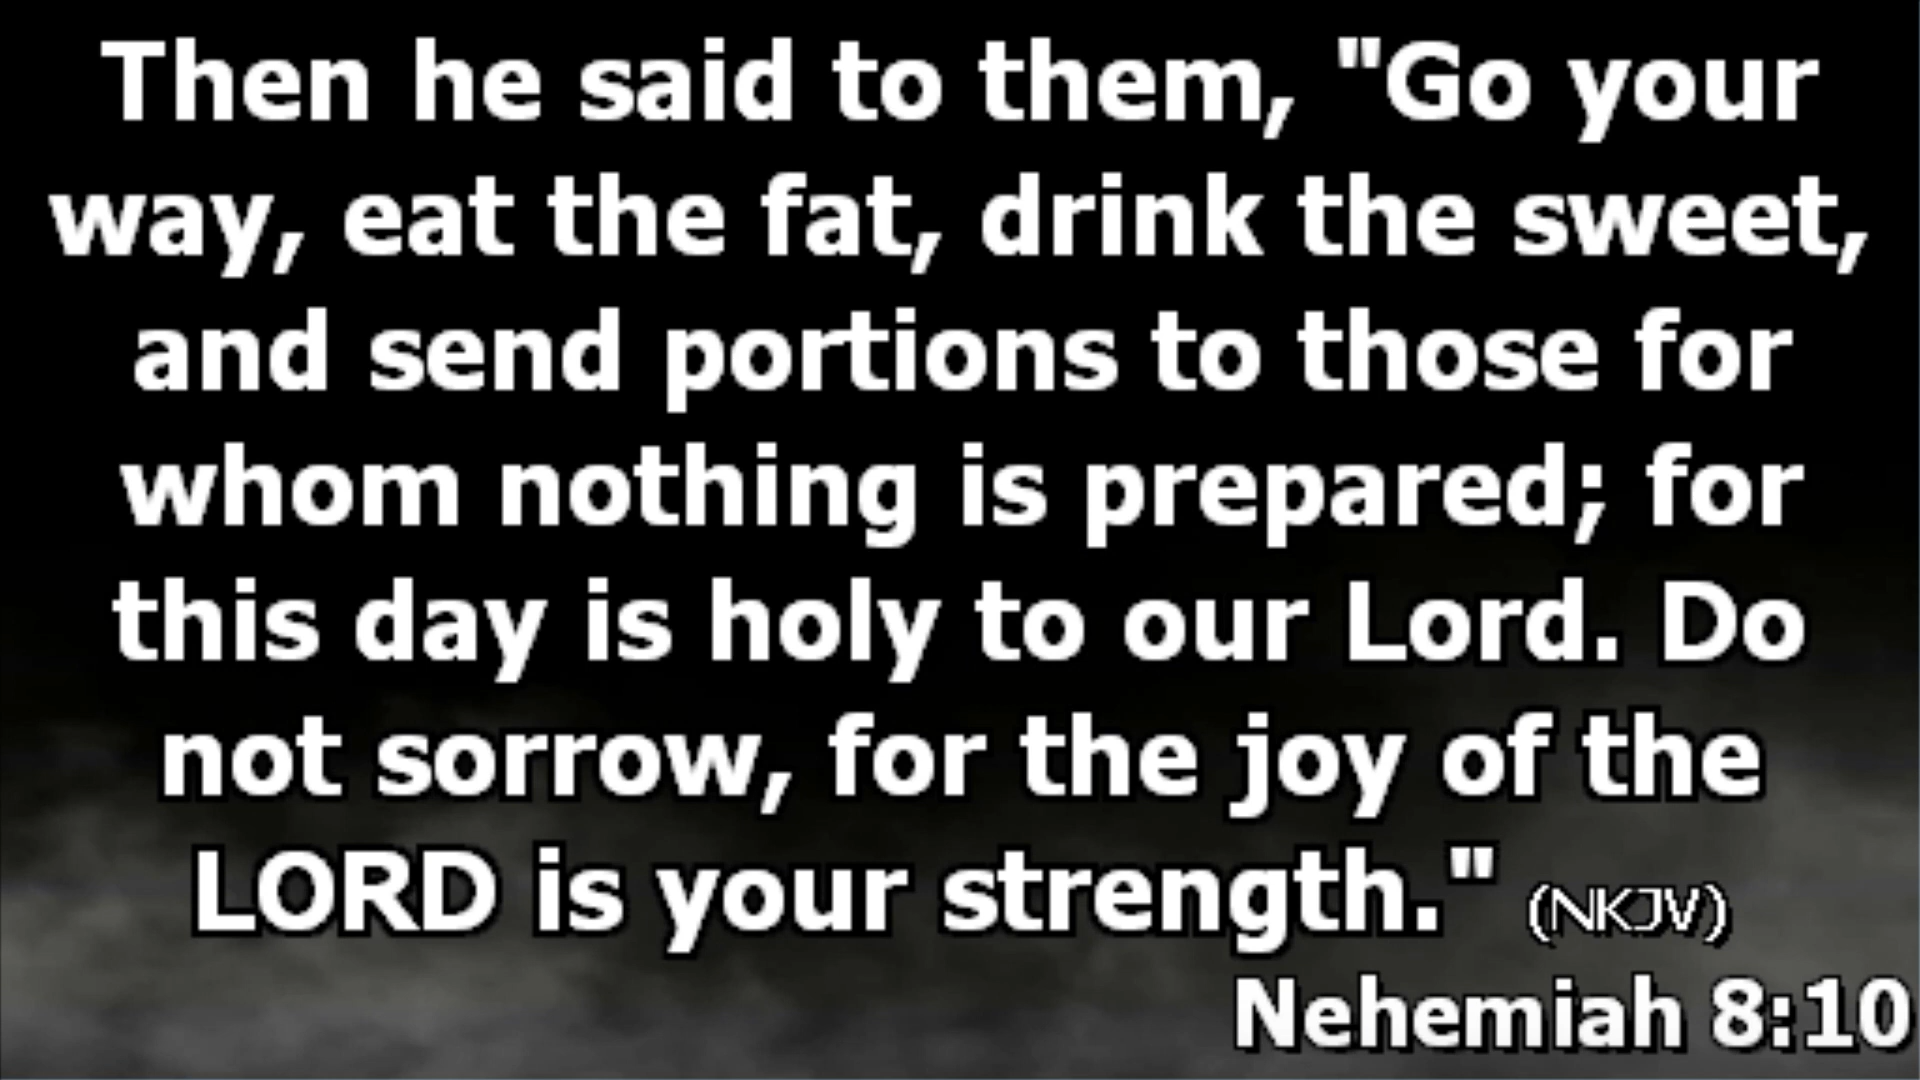 Then he said to them, "Go your
way, eat the fat, drink the sweet,
and send portions to those for
whom nothing is prepared; for
this day is holy to our Lord. Do
not sorrow, for the joy of the
LORD is your strength." (NKJV)
Nehemiah 8:10